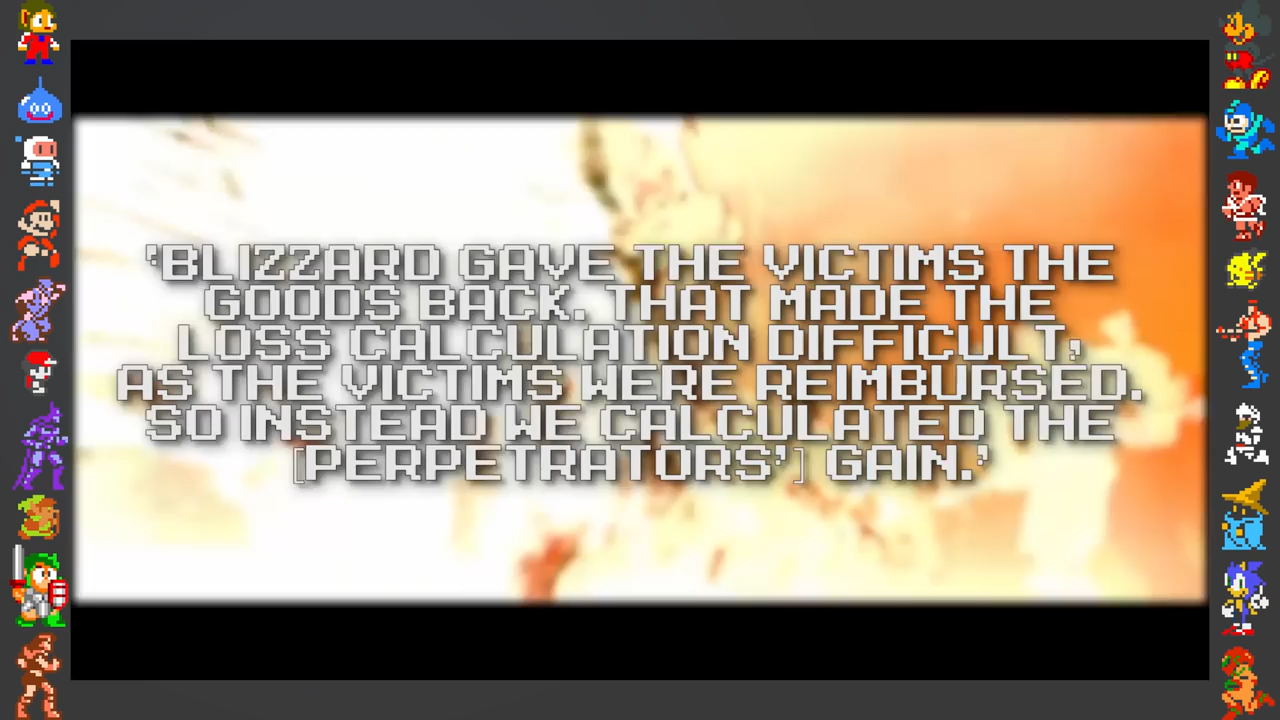 'BLIZZARD GAVE THE VICTIMS THE
GOODS BACK. THAT MADE THE
LOSS CALCULATION DIFFICULT,
AS THE VICTIMS WERE REIMBURSED.
SO INSTEAD WE CALCULATED THE
[PERPETRATORS'] GAIN.'